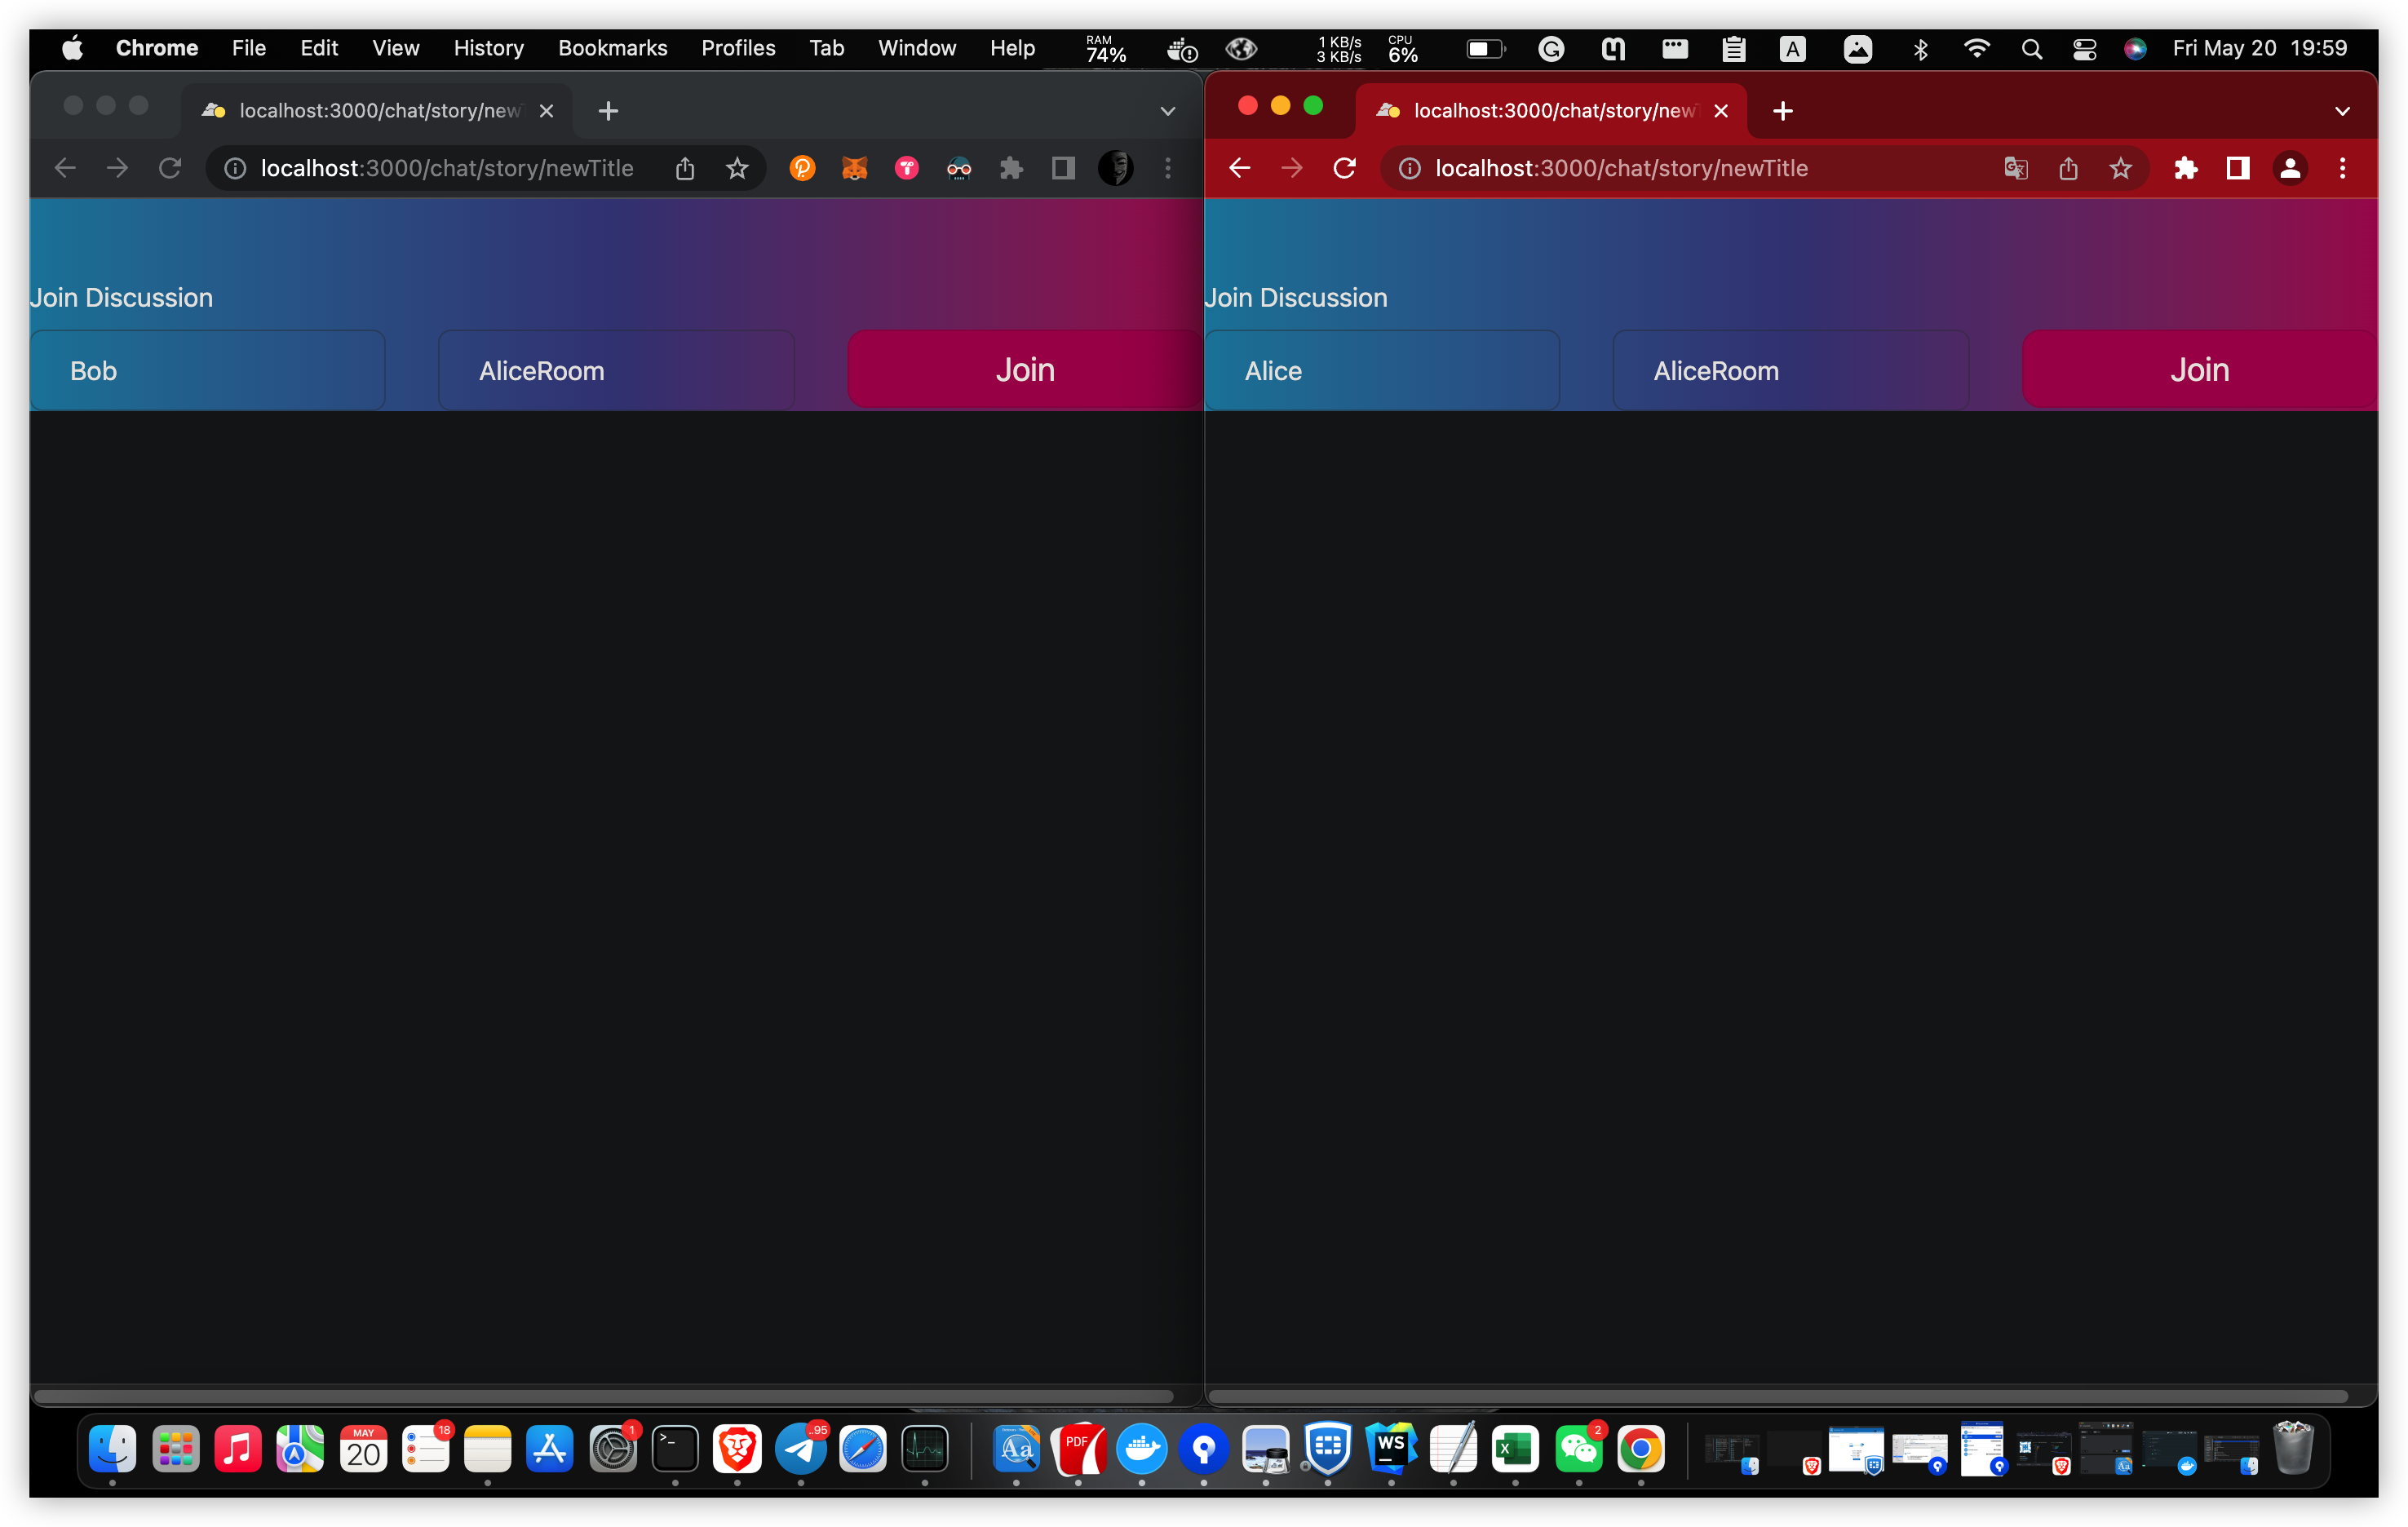 Chrome File Edit View History Bookmarks Profiles Tab Window Help RAM 74% 1 KB/s 3 KB/s CPU 6% A Fri May 20 19:59
localhost:3000/chat/story/new
localhost:3000/chat/story/newTitle
Join Discussion
Bob AliceRoom Join
localhost:3000/chat/story/new
localhost:3000/chat/story/newTitle
Join Discussion
Alice AliceRoom Join
MAY 20 18 1 >_ ..95 Aa PDF WS X 2